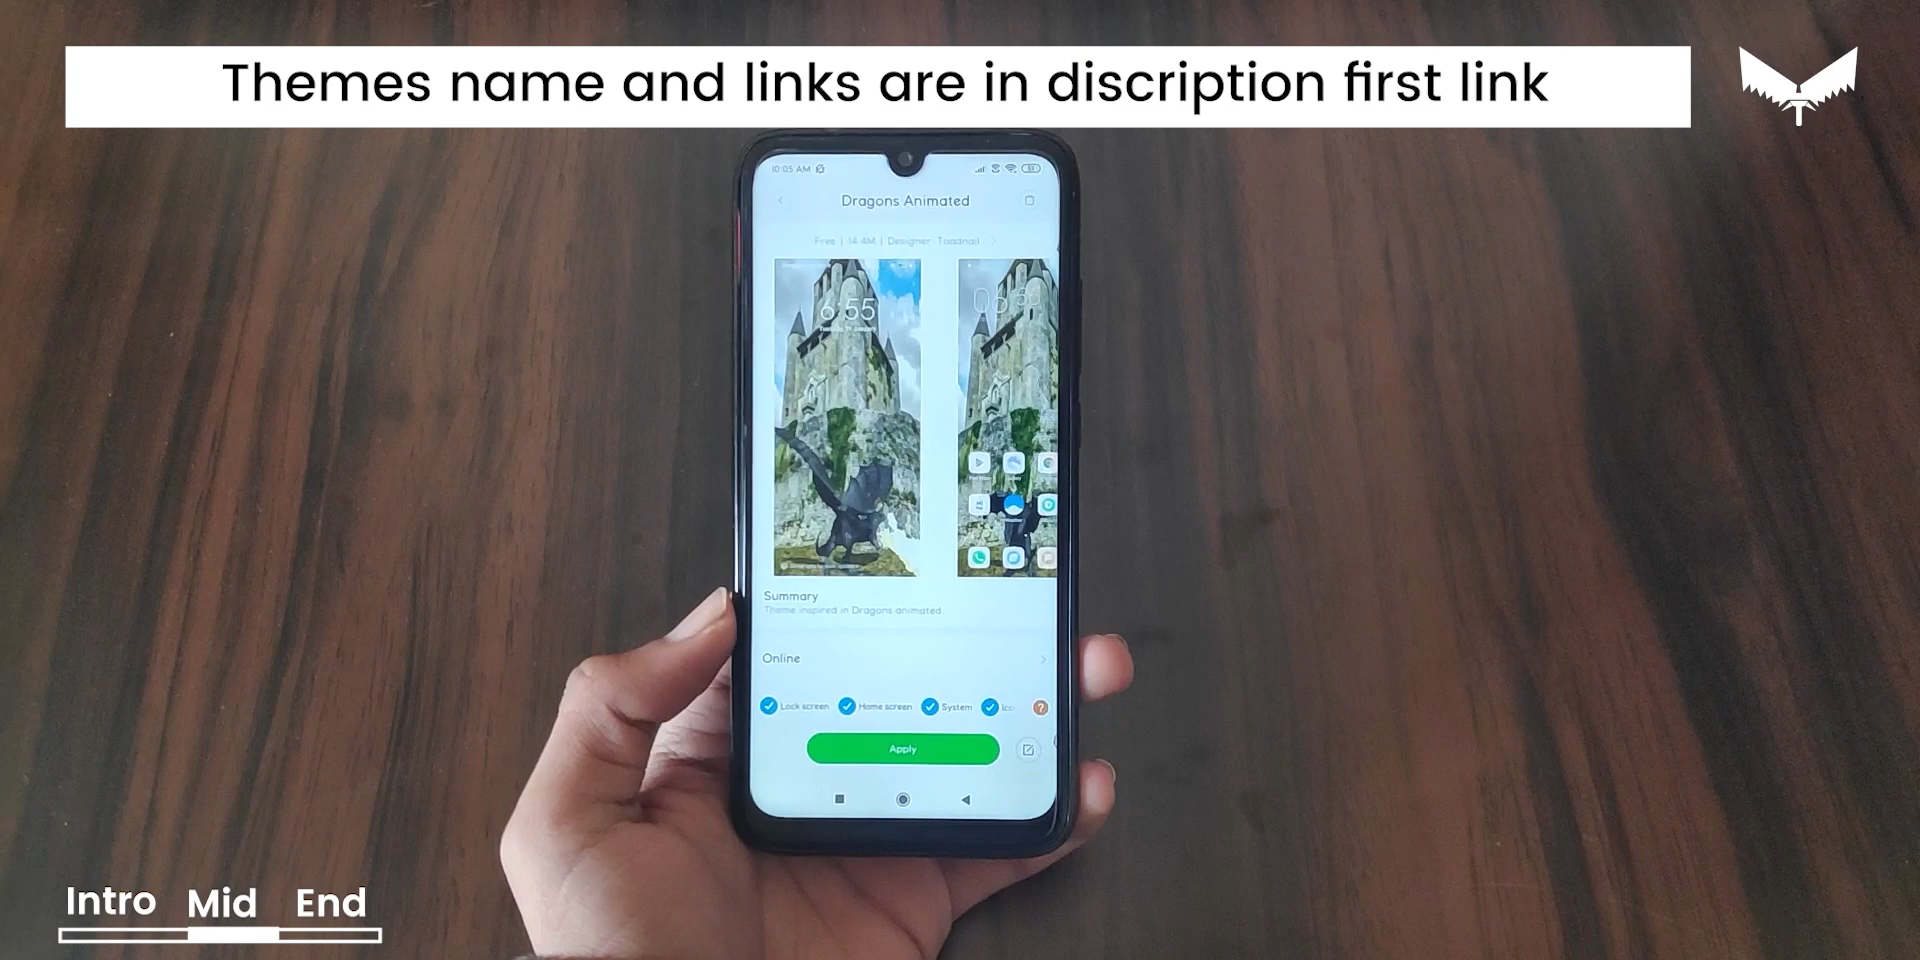 Themes name and links are in discription first link
10:05 AM
Dragons Animated
Free | 14.4M | Designer: Toadnail
6:55
06
Summary
Theme inspired in Dragons animated
Online
Lock screen
Home screen
System
Apply
Intro
Mid
End